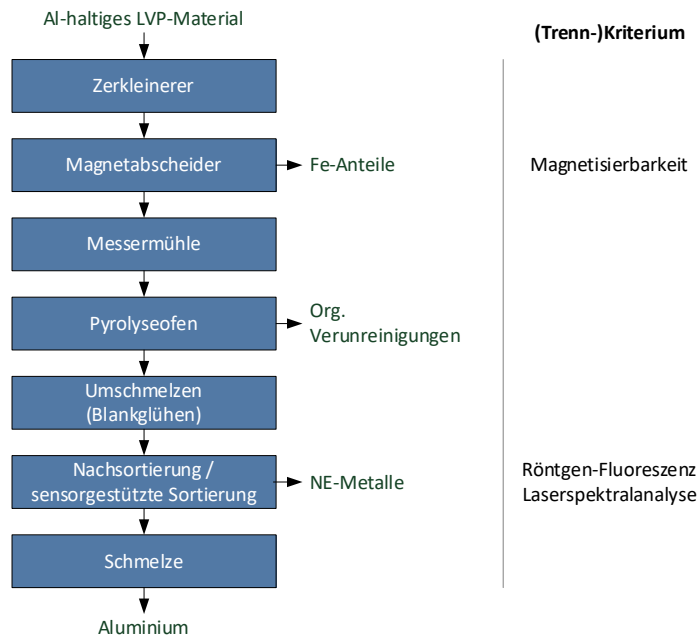 Al-haltiges LVP-Material
(Trenn-)Kriterium
Zerkleinerer
Magnetabscheider
Fe-Anteile
Magnetisierbarkeit
Messermühle
Pyrolyseofen
Org.
Verunreinigungen
Umschmelzen
(Blankglühen)
Nachsortierung /
sensorgestützte Sortierung
NE-Metalle
Röntgen-Fluoreszenz
Laserspektralanalyse
Schmelze
Aluminium